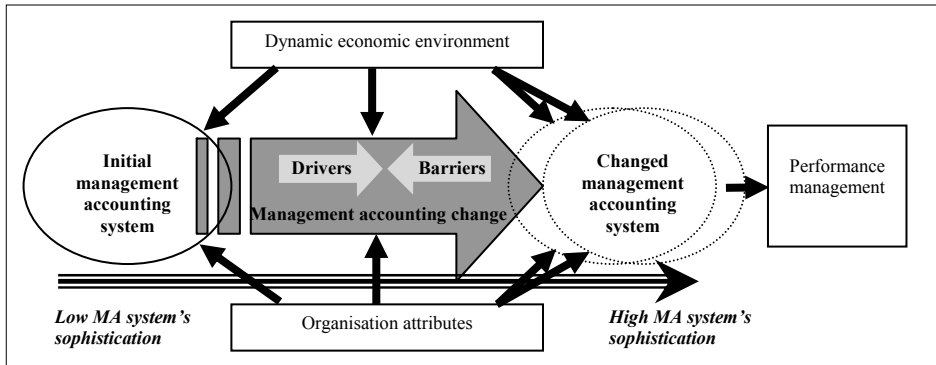 Dynamic economic environment
Initial
management
accounting
system
Drivers
Barriers
Management accounting change
Changed
management
accounting
system
Performance
management
Low MA system's
sophistication
Organisation attributes
High MA system's
sophistication